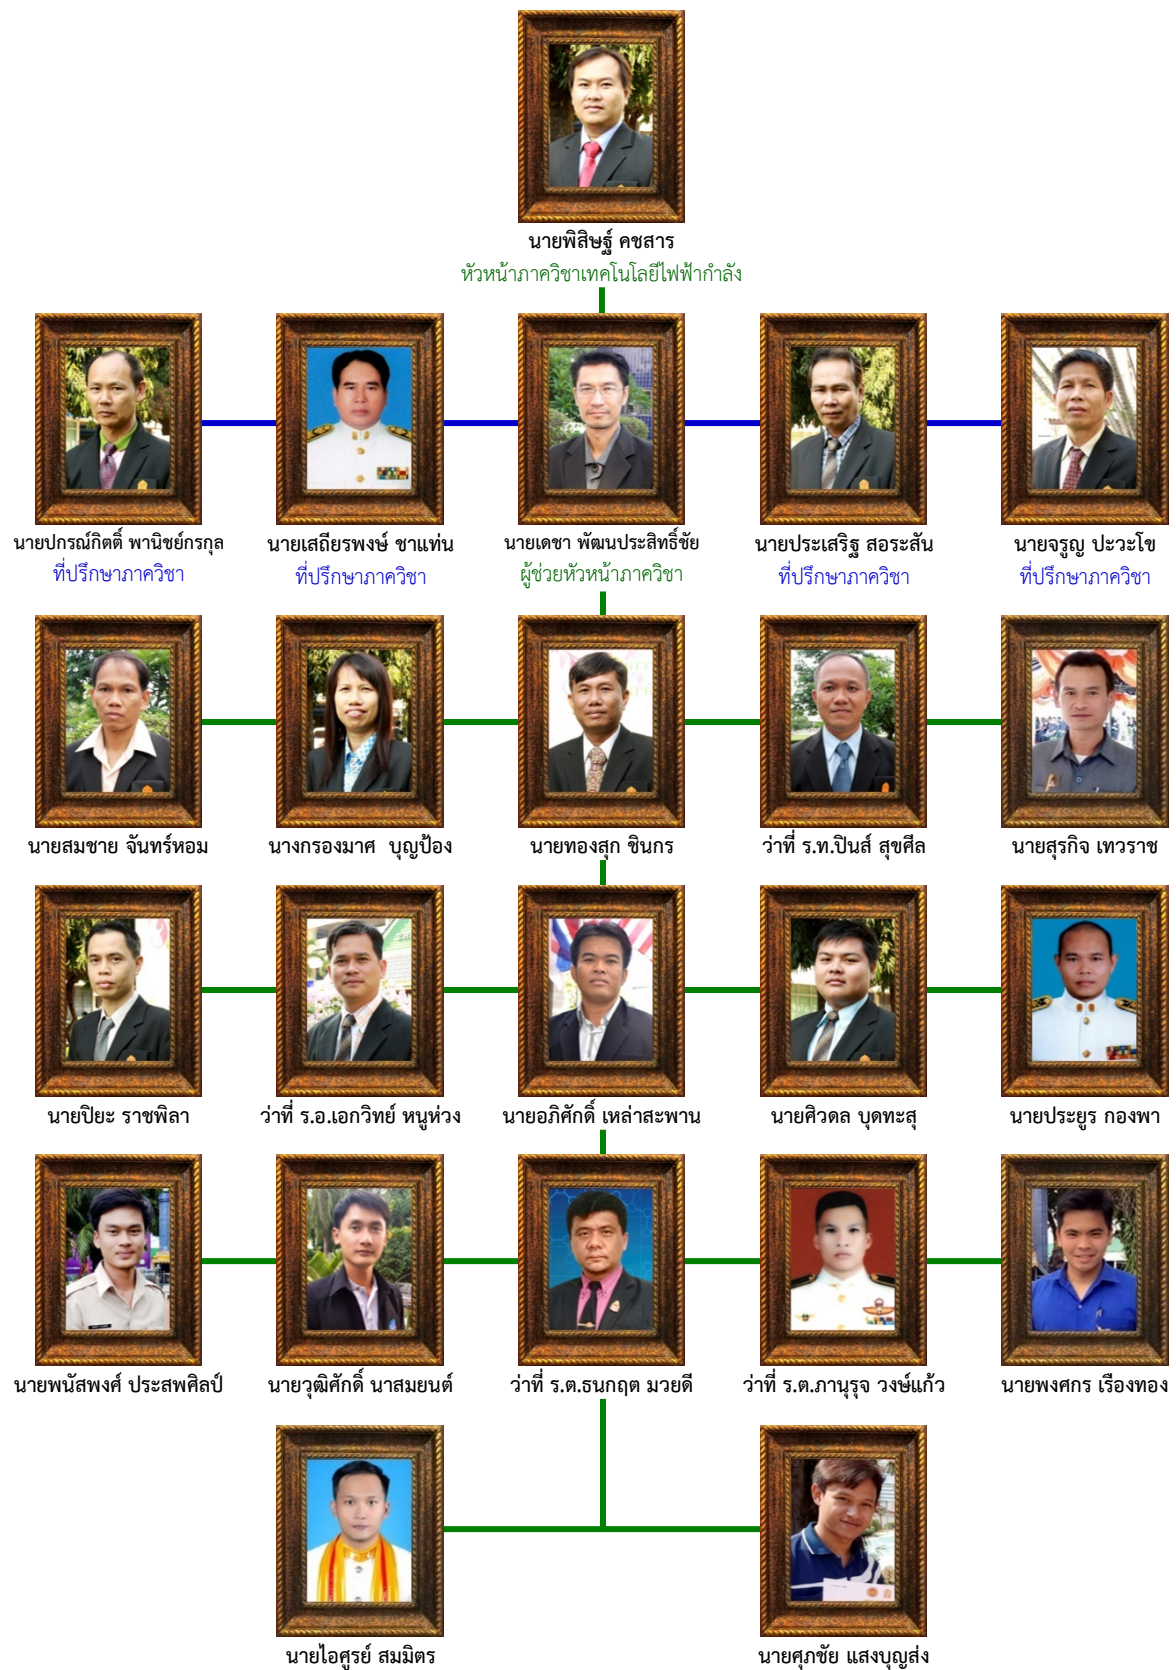 นายพิสิษฐ์ คชสาร
หัวหน้าภาควิชาเทคโนโลยีไฟฟ้ากำลัง
นายปกรณ์กิตติ์ พานิชย์กรกุล
ที่ปรึกษาภาควิชา
นายเสถียรพงษ์ ชาแท่น
ที่ปรึกษาภาควิชา
นายเดชา พัฒนประสิทธิ์ชัย
ผู้ช่วยหัวหน้าภาควิชา
นายประเสริฐ สอระสัน
ที่ปรึกษาภาควิชา
นายจรูญ ปะวะโข
ที่ปรึกษาภาควิชา
นายสมชาย จันทร์หอม
นางกรองมาศ  บุญป้อง
นายทองสุก ชินกร
ว่าที่ ร.ท.ปินส์ สุขศีล
นายสุรกิจ เทวราช
นายปิยะ ราชพิลา
ว่าที่ ร.อ.เอกวิทย์ หนูห่วง
นายอภิศักดิ์ เหล่าสะพาน
นายศิวดล บุดทะสุ
นายประยูร กองพา
นายพนัสพงศ์ ประสพศิลป์
นายวุฒิศักดิ์ นาสมยนต์
ว่าที่ ร.ต.ธนกฤต มวยดี
ว่าที่ ร.ต.ภานุรุจ วงษ์แก้ว
นายพงศกร เรืองทอง
นายไอศูรย์ สมมิตร
นายศุภชัย แสงบุญส่ง